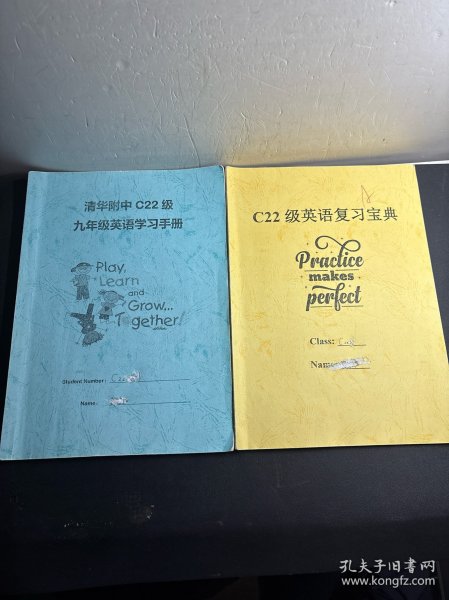 清华附中 C22 级
九年级英语学习手册
Play,
Learn
and
Grow...
Together!
Student Number:
Name:
C22 级英语复习宝典
Practice
makes
perfect
Class:
Name:
孔夫子旧书网
www.kongfz.com